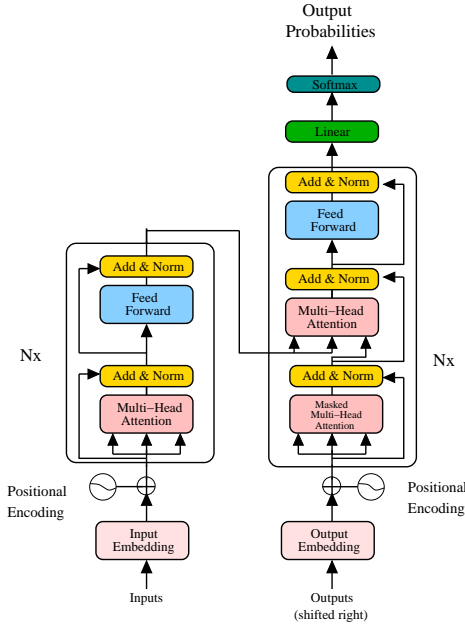 Output
Probabilities
Softmax
Linear
Add & Norm
Feed
Forward
Add & Norm
Multi-Head
Attention
Nx
Add & Norm
Masked
Multi-Head
Attention
Positional
Encoding
Output
Embedding
Outputs
(shifted right)
Add & Norm
Feed
Forward
Nx
Add & Norm
Multi-Head
Attention
Positional
Encoding
Input
Embedding
Inputs